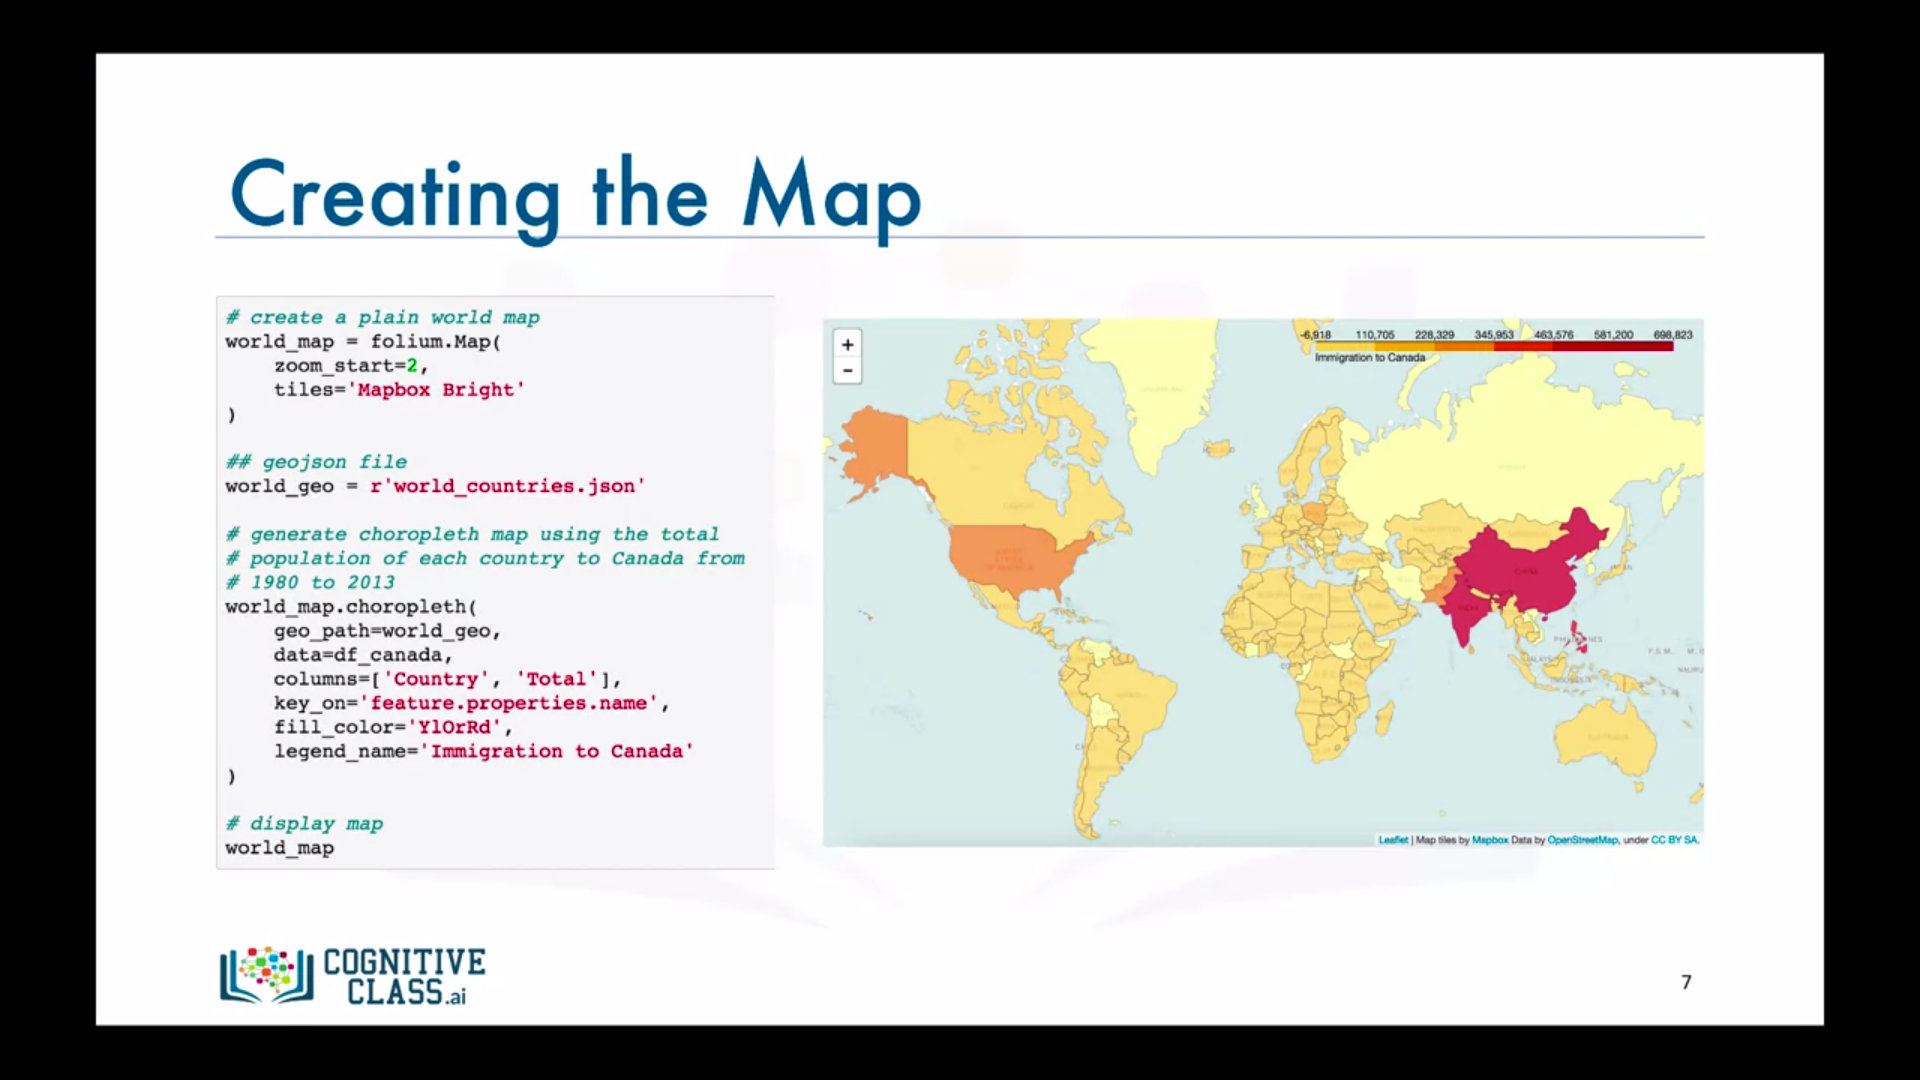 Creating the Map
# create a plain world map
world_map = folium.Map(
    zoom_start=2,
    tiles='Mapbox Bright'
)
## geojson file
world_geo = r'world_countries.json'
# generate choropleth map using the total
# population of each country to Canada from
# 1980 to 2013
world_map.choropleth(
    geo_path=world_geo,
    data=df_canada,
    columns=['Country', 'Total'],
    key_on='feature.properties.name',
    fill_color='YlOrRd',
    legend_name='Immigration to Canada'
)
# display map
world_map
+
−
-6,918 110,705 228,329 345,953 463,576 581,200 698,823
Immigration to Canada
CHINA
Leaflet | Map tiles by Mapbox Data by OpenStreetMap, under CC BY SA.
COGNITIVE
CLASS.ai
7